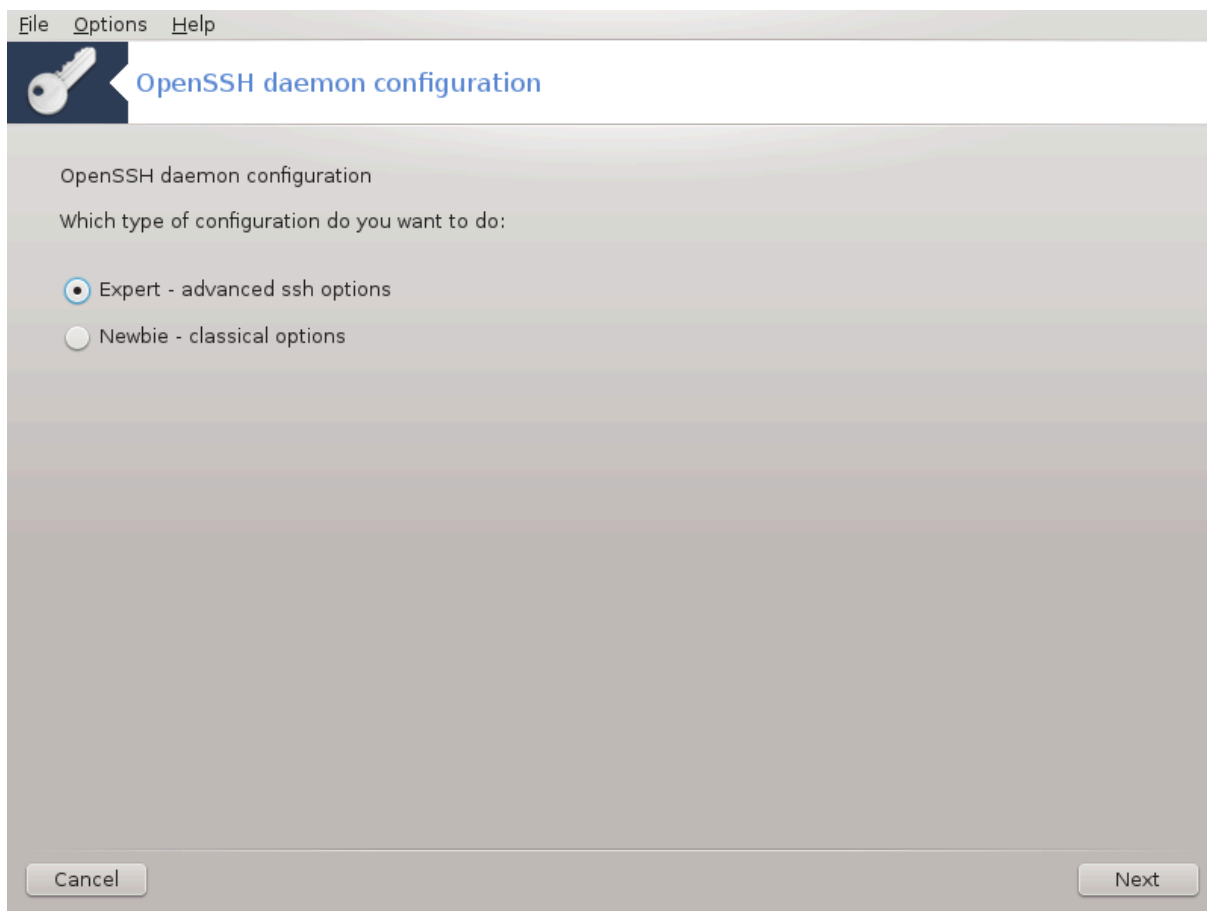 File Options Help
OpenSSH daemon configuration
OpenSSH daemon configuration
Which type of configuration do you want to do:
Expert - advanced ssh options
Newbie - classical options
Cancel Next